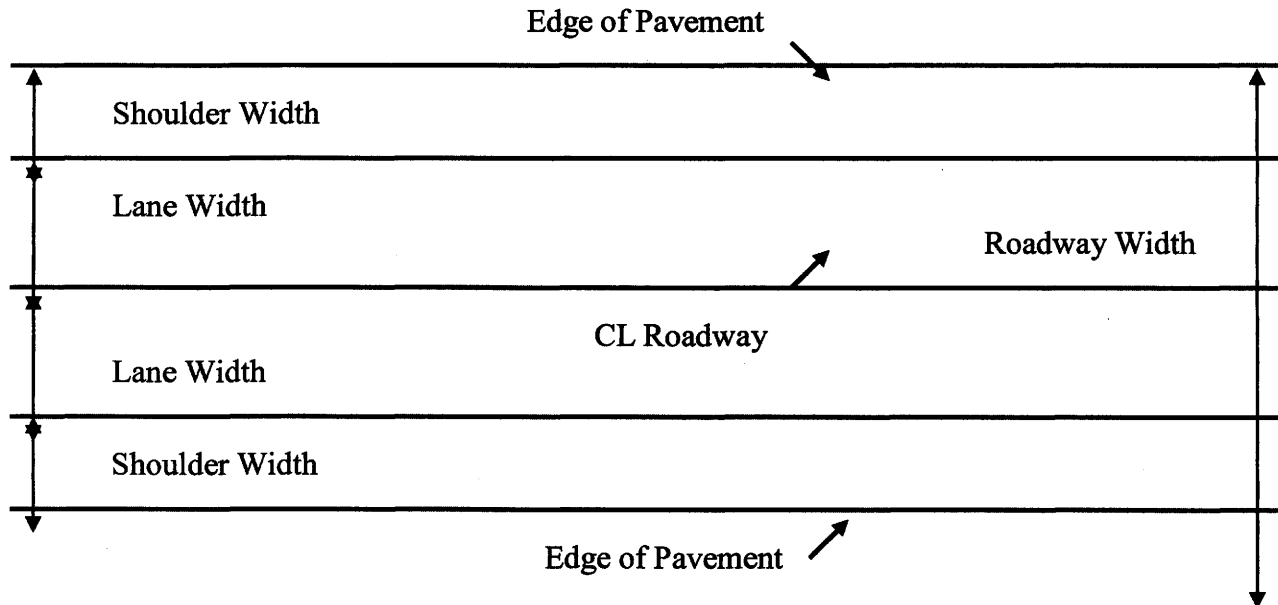 Edge of Pavement
Shoulder Width
Lane Width
Roadway Width
CL Roadway
Lane Width
Shoulder Width
Edge of Pavement